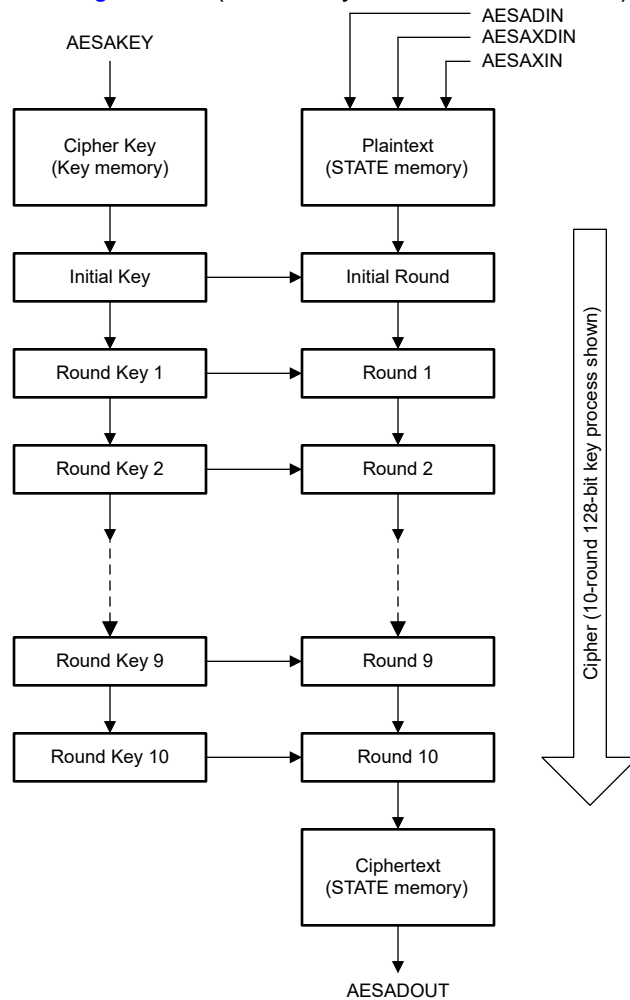 AESADIN
AESAXDIN
AESAKEY
AESAXIN
Cipher Key
(Key memory)
Plaintext
(STATE memory)
Initial Key
Initial Round
Round Key 1
Round 1
Round Key 2
Round 2
Round Key 9
Round 9
Round Key 10
Round 10
Cipher (10-round 128-bit key process shown)
Ciphertext
(STATE memory)
AESADOUT